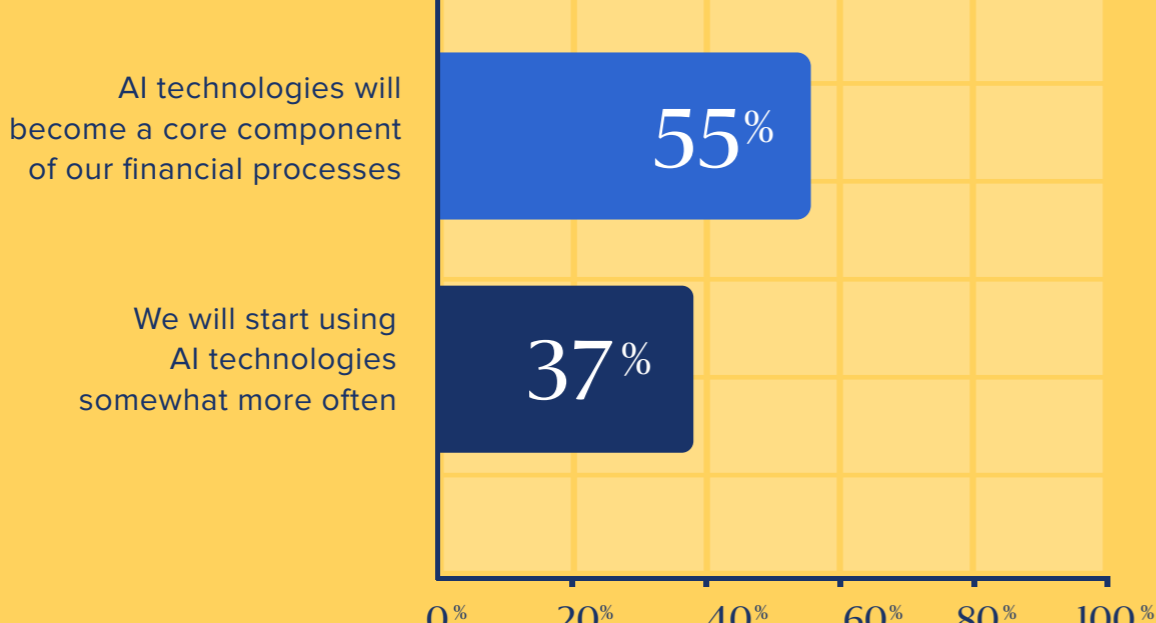 AI technologies will
become a core component
of our financial processes
55%
We will start using
AI technologies
somewhat more often
37%
0% 20% 40% 60% 80% 100%